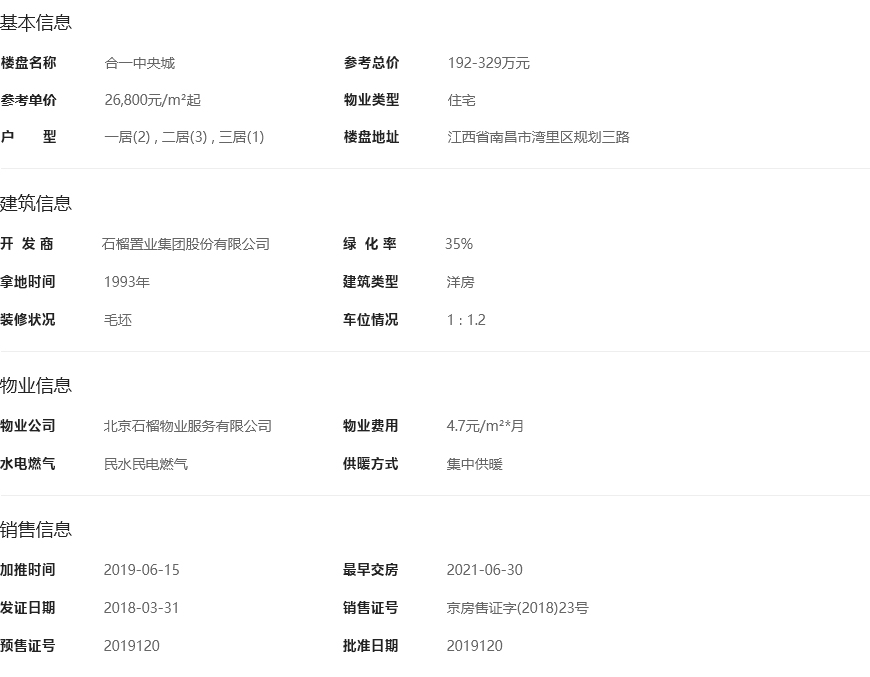 基本信息
楼盘名称 合一中央城 参考总价 192-329万元
参考单价 26,800元/m²起 物业类型 住宅
户 型 一居(2) , 二居(3) , 三居(1) 楼盘地址 江西省南昌市湾里区规划三路
建筑信息
开 发 商 石榴置业集团股份有限公司 绿 化 率 35%
拿地时间 1993年 建筑类型 洋房
装修状况 毛坯 车位情况 1 : 1.2
物业信息
物业公司 北京石榴物业服务有限公司 物业费用 4.7元/m²*月
水电燃气 民水民电燃气 供暖方式 集中供暖
销售信息
加推时间 2019-06-15 最早交房 2021-06-30
发证日期 2018-03-31 销售证号 京房售证字(2018)23号
预售证号 2019120 批准日期 2019120